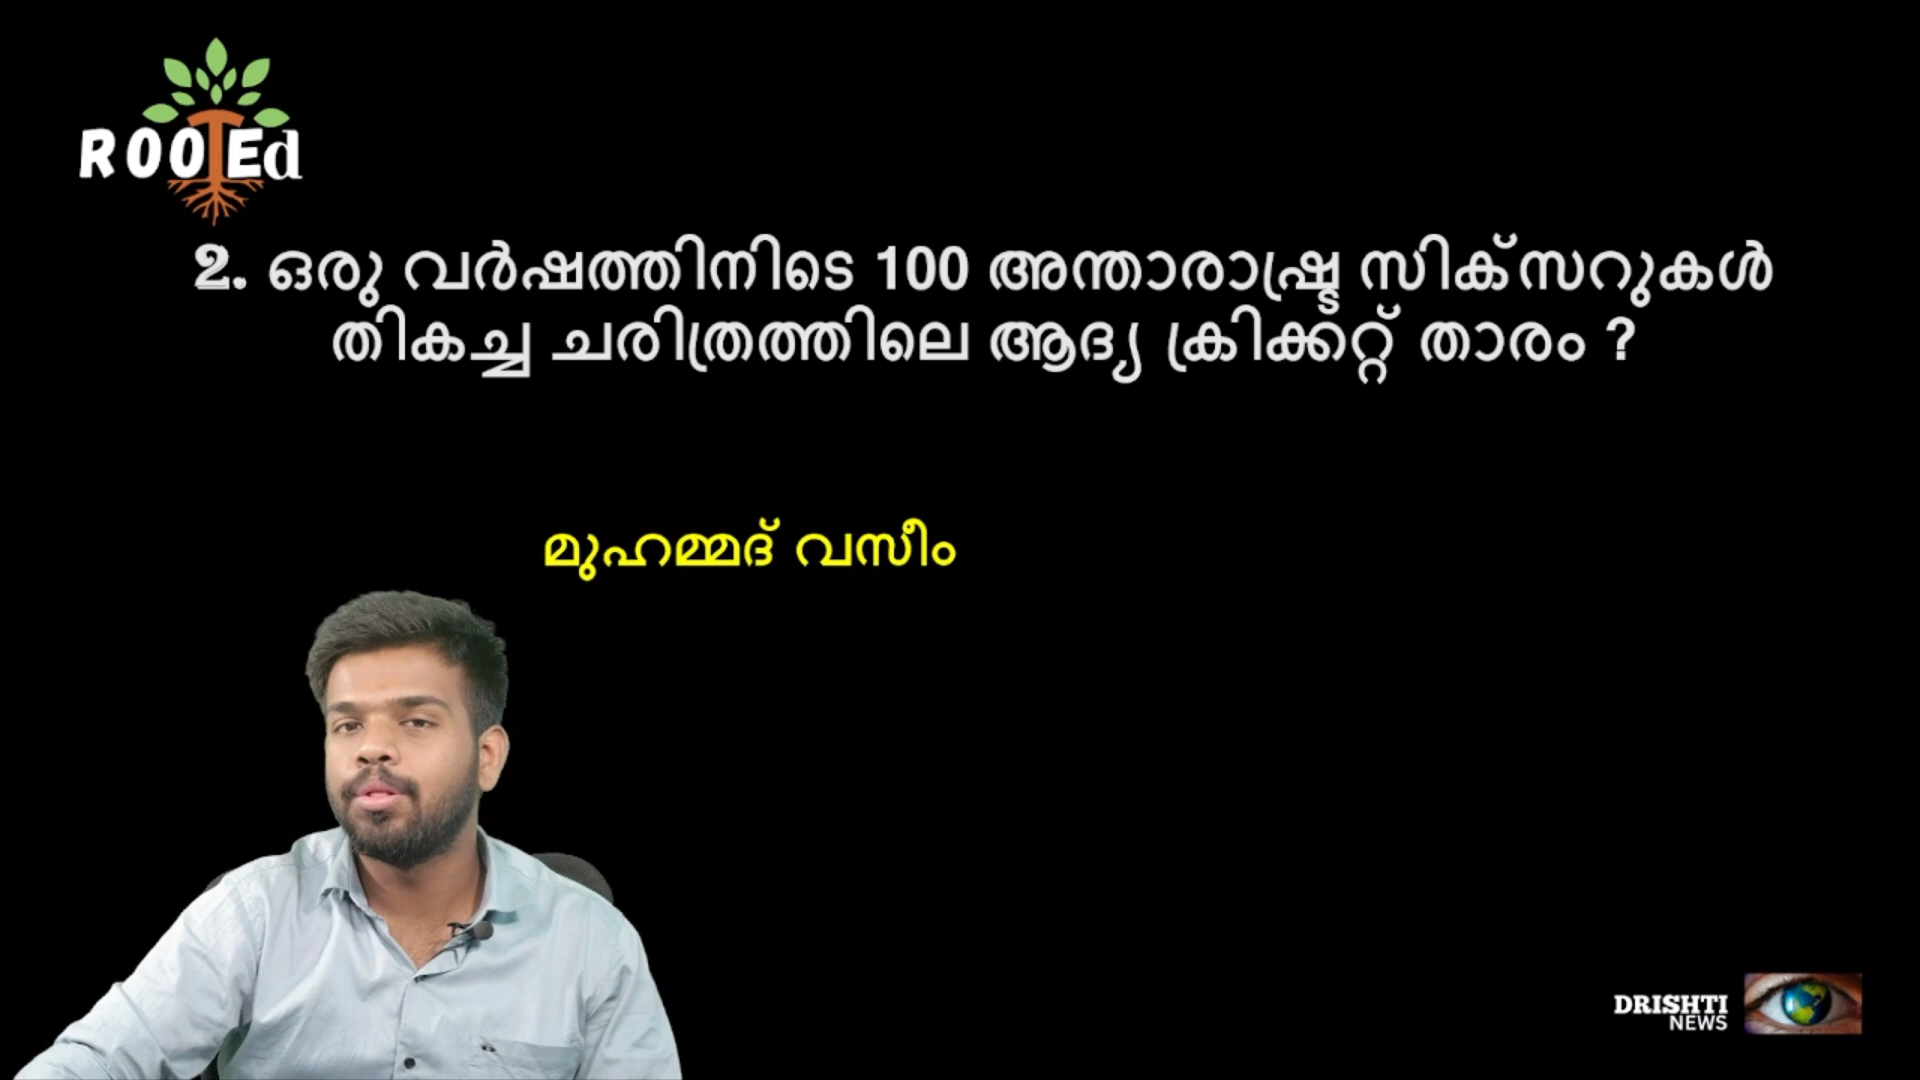 ROOTEd
2. ഒരു വർഷത്തിനിടെ 100 അന്താരാഷ്ട്ര സിക്സറുകൾ
തികച്ച ചരിത്രത്തിലെ ആദ്യ ക്രിക്കറ്റ് താരം ?
മുഹമ്മദ് വസീം
DRISHTI
NEWS